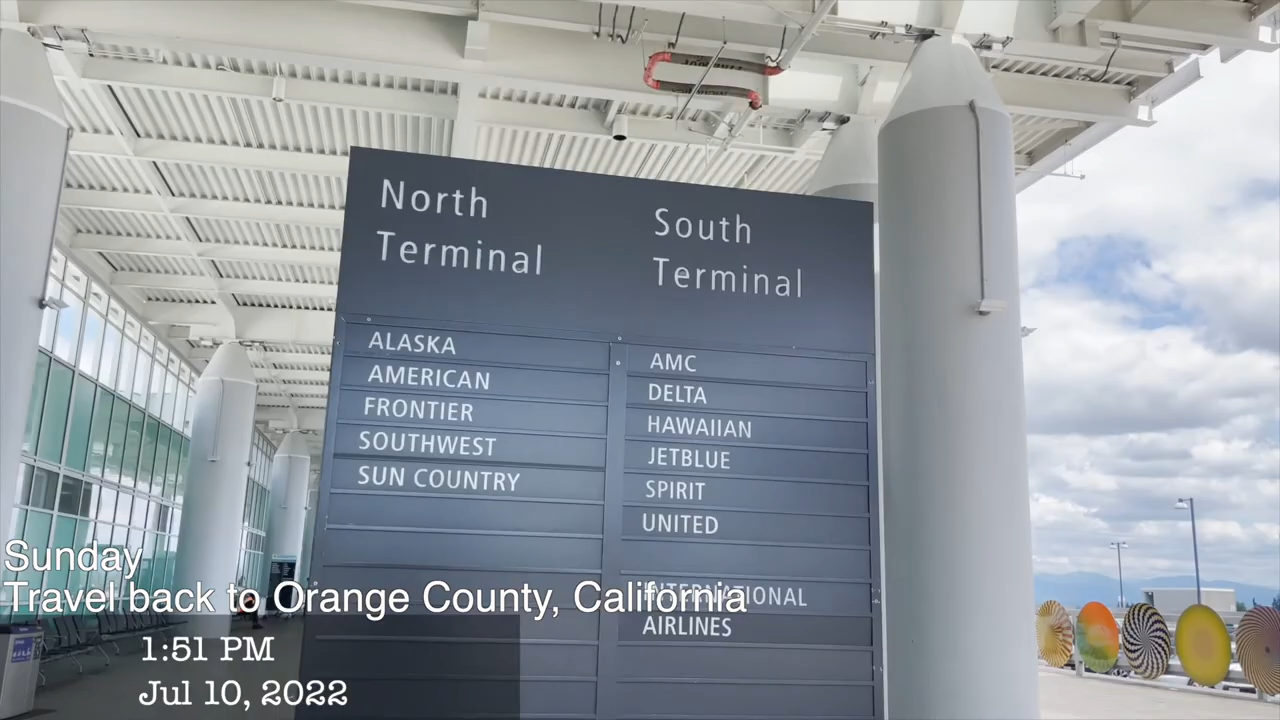 North
Terminal
ALASKA
AMERICAN
FRONTIER
SOUTHWEST
SUN COUNTRY
South
Terminal
AMC
DELTA
HAWAIIAN
JETBLUE
SPIRIT
UNITED
INTERNATIONAL
AIRLINES
Sunday
Travel back to Orange County, California
1:51 PM
Jul 10, 2022